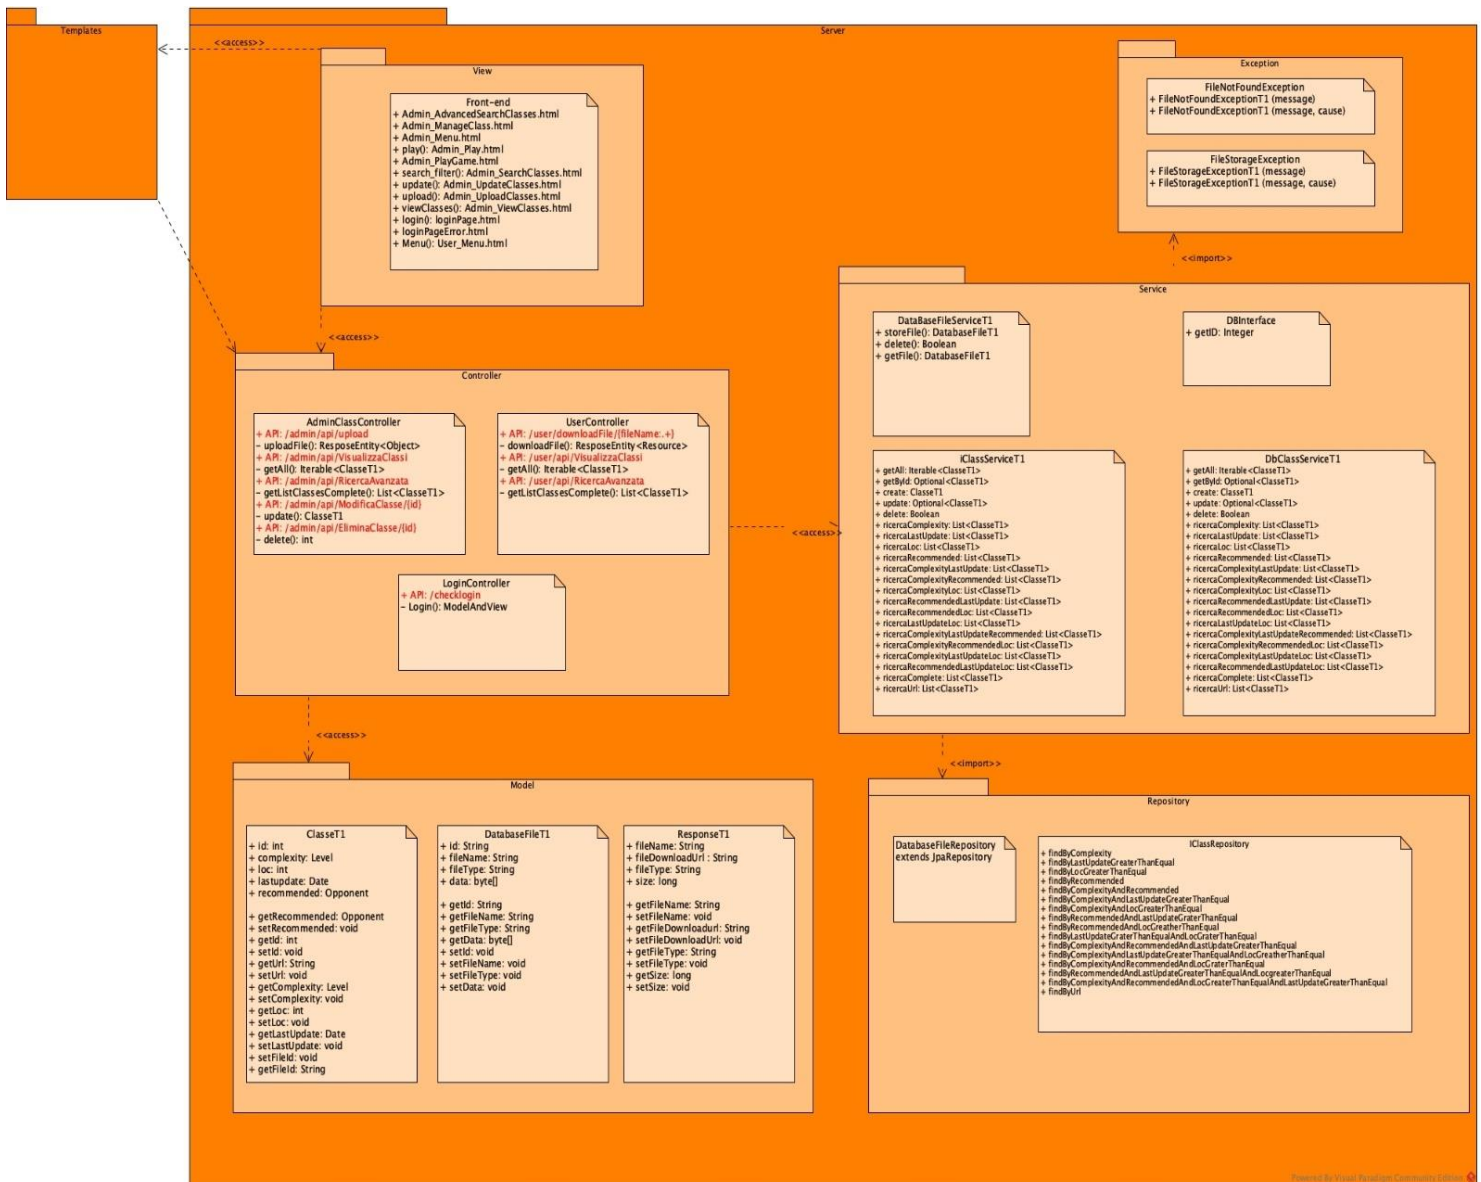 Templates
Server
<<access>>
View
Front-end
+ Admin_AdvancedSearchClasses.html
+ Admin_ManageClass.html
+ Admin_Menu.html
+ play(): Admin_Play.html
+ Admin_PlayGame.html
+ search_filter(): Admin_SearchClasses.html
+ update(): Admin_UpdateClasses.html
+ upload(): Admin_UploadClasses.html
+ viewClasses(): Admin_ViewClasses.html
+ login(): loginPage.html
+ loginPageError.html
+ Menu(): User_Menu.html
Exception
FileNotFoundException
+ FileNotFoundExceptionT1 (message)
+ FileNotFoundExceptionT1 (message, cause)
FileStorageException
+ FileStorageExceptionT1 (message)
+ FileStorageExceptionT1 (message, cause)
<<import>>
<<access>>
Controller
AdminClassController
+ API: /admin/api/upload
- uploadFile(): ResposeEntity<Object>
+ API: /admin/api/VisualizzaClassi
- getAll(): Iterable<ClasseT1>
+ API: /admin/api/RicercaAvanzata
- getListClassesComplete(): List<ClasseT1>
+ API: /admin/api/ModificaClasse/{id}
- update(): ClasseT1
+ API: /admin/api/EliminaClasse/{id}
- delete(): int
UserController
+ API: /user/downloadFile/{fileName:.+}
- downloadFile(): ResposeEntity<Resource>
+ API: /user/api/VisualizzaClassi
- getAll(): Iterable<ClasseT1>
+ API: /user/api/RicercaAvanzata
- getListClassesComplete(): List<ClasseT1>
LoginController
+ API: /checklogin
- Login(): ModelAndView
<<access>>
Service
DataBaseFileServiceT1
+ storeFile(): DatabaseFileT1
+ delete(): Boolean
+ getFile(): DatabaseFileT1
DBInterface
+ getID: Integer
iClassServiceT1
+ getAll: Iterable<ClasseT1>
+ getById: Optional<ClasseT1>
+ create: ClasseT1
+ update: Optional<ClasseT1>
+ delete: Boolean
+ ricercaComplexity: List<ClasseT1>
+ ricercaLastUpdate: List<ClasseT1>
+ ricercaLoc: List<ClasseT1>
+ ricercaRecommended: List<ClasseT1>
+ ricercaComplexityLastUpdate: List<ClasseT1>
+ ricercaComplexityRecommended: List<ClasseT1>
+ ricercaComplexityLoc: List<ClasseT1>
+ ricercaRecommendedLastUpdate: List<ClasseT1>
+ ricercaRecommendedLoc: List<ClasseT1>
+ ricercaLastUpdateLoc: List<ClasseT1>
+ ricercaComplexityLastUpdateRecommended: List<ClasseT1>
+ ricercaComplexityRecommendedLoc: List<ClasseT1>
+ ricercaComplexityLastUpdateLoc: List<ClasseT1>
+ ricercaRecommendedLastUpdateLoc: List<ClasseT1>
+ ricercaComplete: List<ClasseT1>
+ ricercaUrl: List<ClasseT1>
DbClassServiceT1
+ getAll: Iterable<ClasseT1>
+ getById: Optional<ClasseT1>
+ create: ClasseT1
+ update: Optional<ClasseT1>
+ delete: Boolean
+ ricercaComplexity: List<ClasseT1>
+ ricercaLastUpdate: List<ClasseT1>
+ ricercaLoc: List<ClasseT1>
+ ricercaRecommended: List<ClasseT1>
+ ricercaComplexityLastUpdate: List<ClasseT1>
+ ricercaComplexityRecommended: List<ClasseT1>
+ ricercaComplexityLoc: List<ClasseT1>
+ ricercaRecommendedLastUpdate: List<ClasseT1>
+ ricercaRecommendedLoc: List<ClasseT1>
+ ricercaLastUpdateLoc: List<ClasseT1>
+ ricercaComplexityLastUpdateRecommended: List<ClasseT1>
+ ricercaComplexityRecommendedLoc: List<ClasseT1>
+ ricercaComplexityLastUpdateLoc: List<ClasseT1>
+ ricercaRecommendedLastUpdateLoc: List<ClasseT1>
+ ricercaComplete: List<ClasseT1>
+ ricercaUrl: List<ClasseT1>
<<access>>
<<import>>
Model
ClasseT1
+ id: int
+ complexity: Level
+ loc: int
+ lastupdate: Date
+ recommended: Opponent
+ getRecommended: Opponent
+ setRecommended: void
+ getId: int
+ setId: void
+ getUrl: String
+ setUrl: void
+ getComplexity: Level
+ setComplexity: void
+ getLoc: int
+ setLoc: void
+ getLastUpdate: Date
+ setLastUpdate: void
+ setFileId: void
+ getFileId: String
DatabaseFileT1
+ Id: String
+ fileName: String
+ fileType: String
+ data: byte[]
+ getId: String
+ getFileName: String
+ getFileType: String
+ getData: byte[]
+ setId: void
+ setFileName: void
+ setFileType: void
+ setData: void
ResponseT1
+ fileName: String
+ fileDownloadUrl : String
+ fileType: String
+ size: long
+ getFileName: String
+ setFileName: void
+ getFileDownloadurl: String
+ setFileDownloadUrl: void
+ getFileType: String
+ setFileType: void
+ getSize: long
+ setSize: void
Repository
DatabaseFileRepository
extends JpaRepository
IClassRepository
+ findByComplexity
+ findByLastUpdateGreaterThanEqual
+ findByLocGreaterThanEqual
+ findByRecommended
+ findByComplexityAndRecommended
+ findByComplexityAndLastUpdateGreaterThanEqual
+ findByComplexityAndLocGreaterThanEqual
+ findByRecommendedAndLastUpdateGraterThanEqual
+ findByRecommendedAndLocGreatherThanEqual
+ findByLastUpdateGraterThanEqualAndLocGraterThanEqual
+ findByComplexityAndRecommendedAndLastUpdateGreaterThanEqual
+ findByComplexityAndLastUpdateGreaterThanEqualAndLocGreatherThanEqual
+ findByComplexityAndRecommendedAndLocGraterThanEqual
+ findByRecommendedAndLastUpdateGreaterThanEqualAndLocgreaterThanEqual
+ findByComplexityAndRecommendedAndLocGreaterThanEqualAndLastUpdateGreaterThanEqual
+ findByUrl
Powered By Visual Paradigm Community Edition